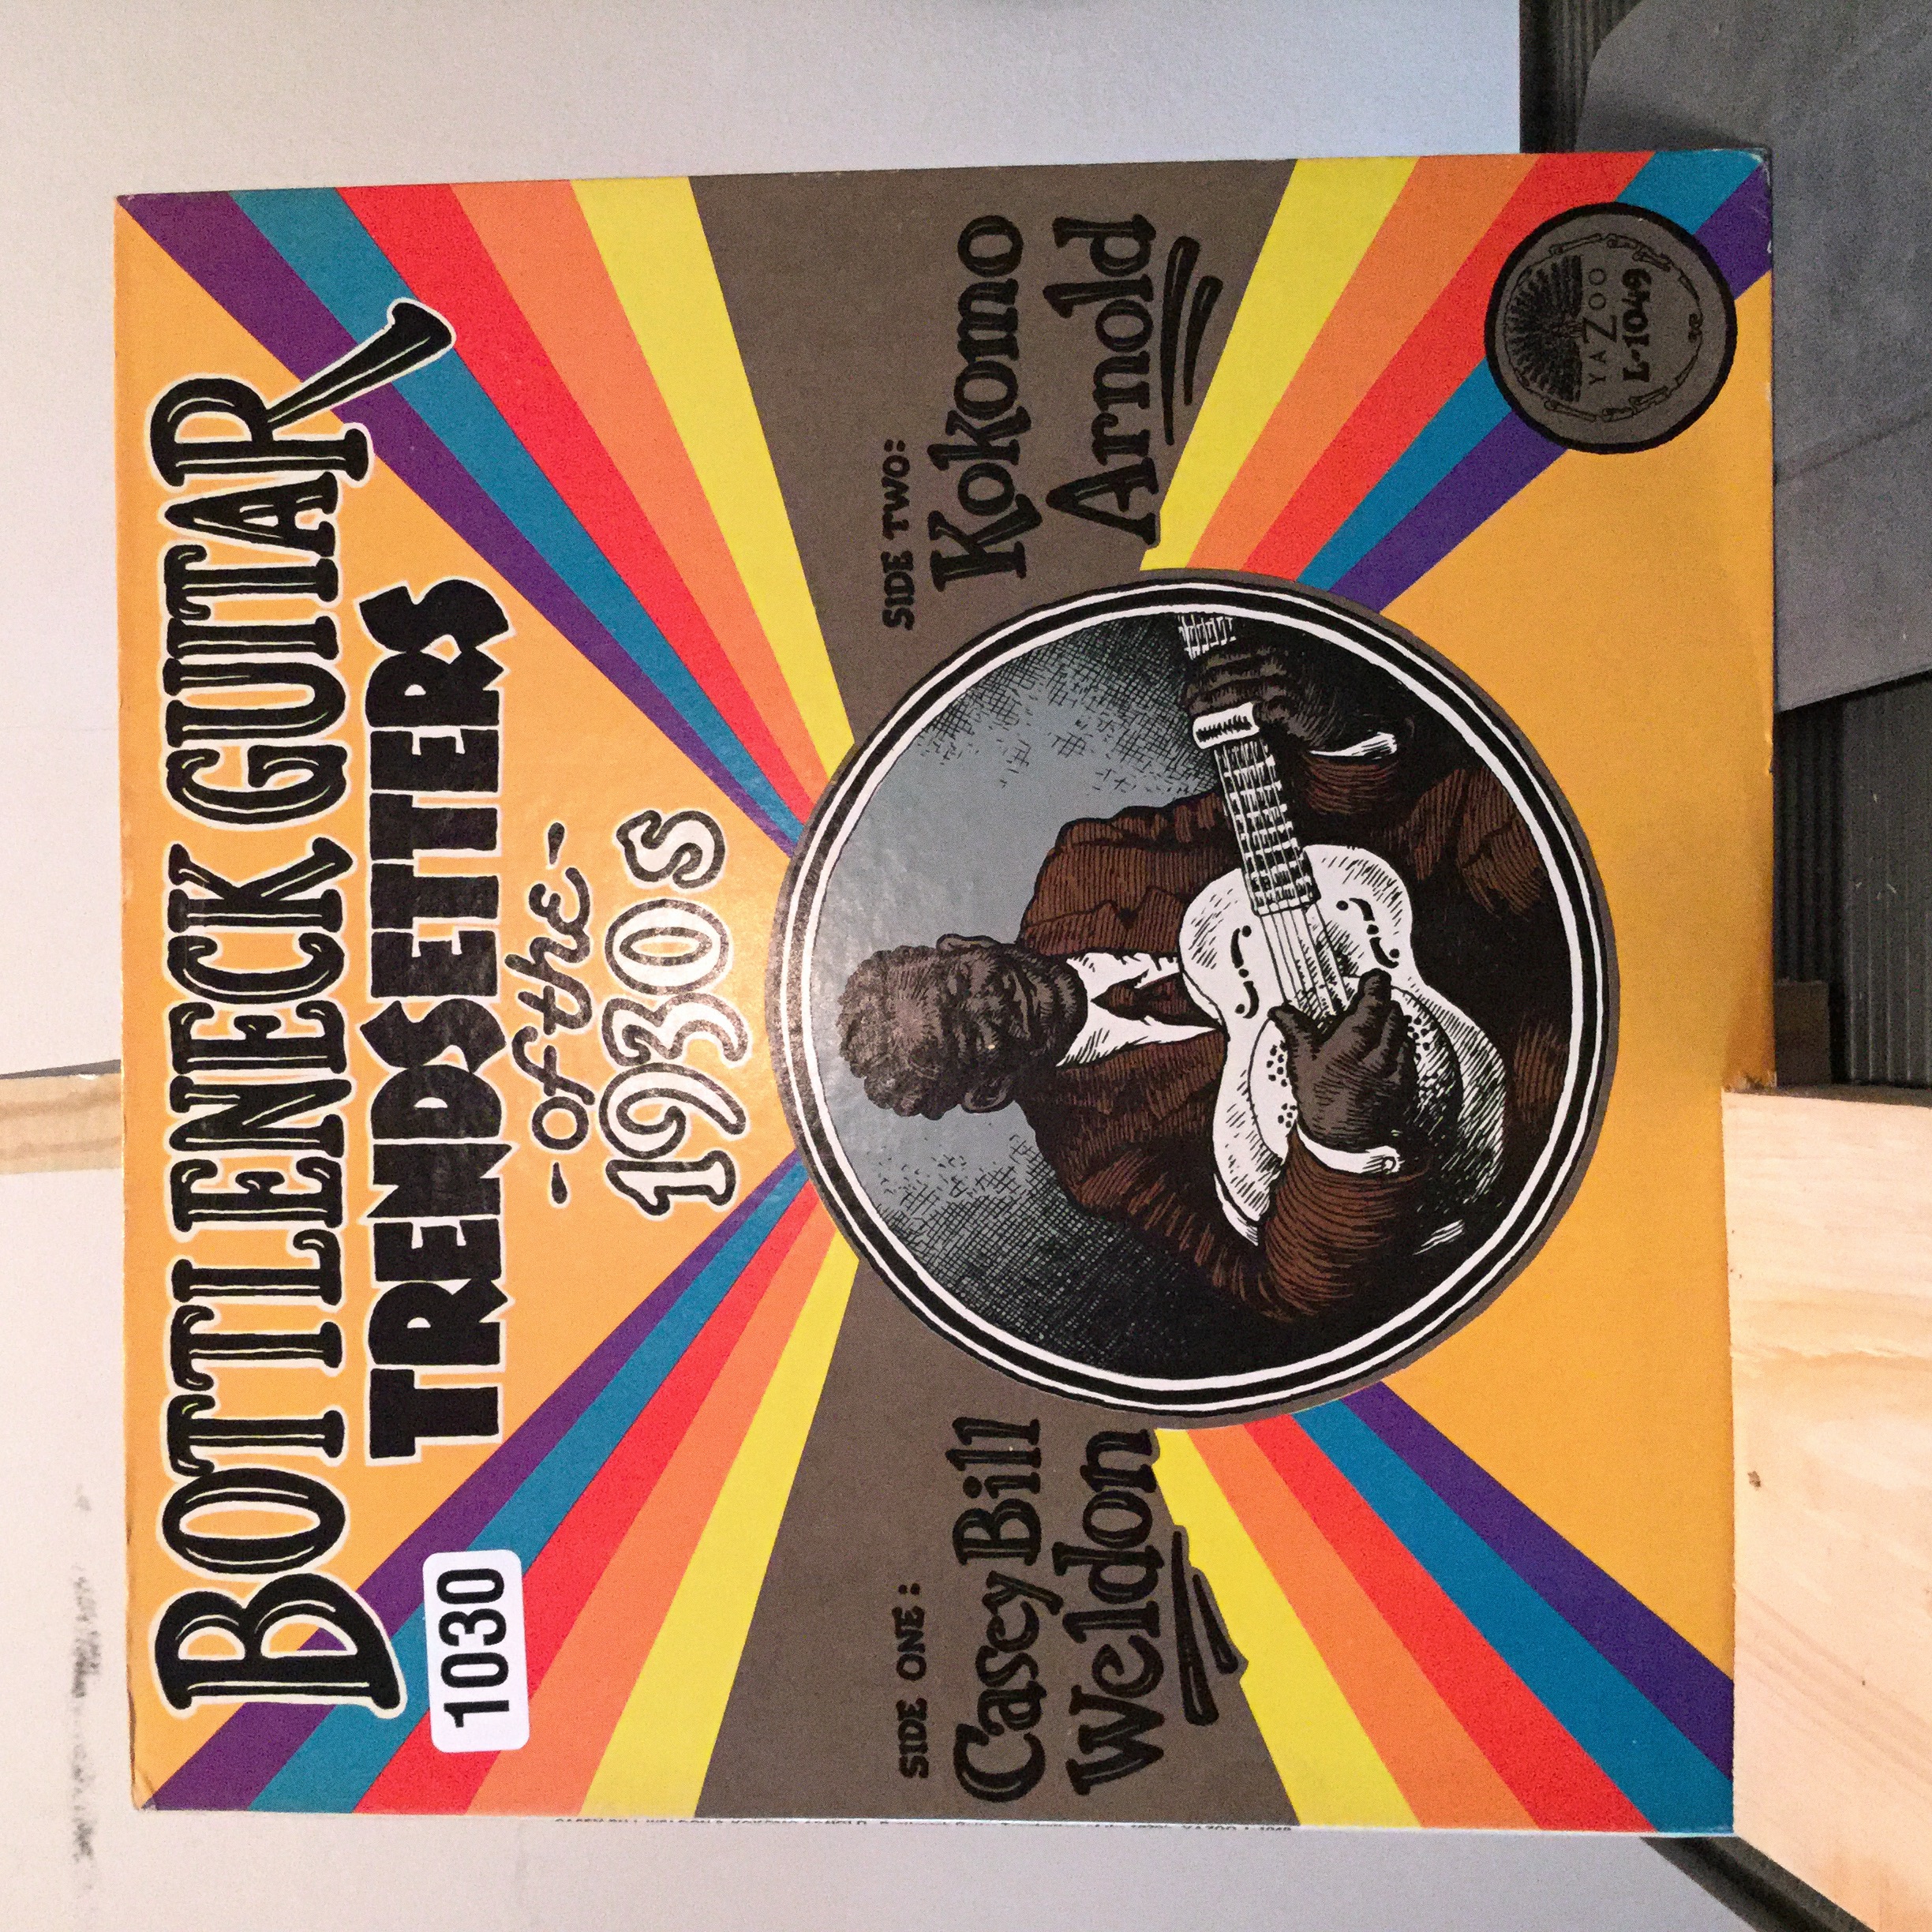 BOTTLENECK GUITAR
TRENDSETTERS
-of the-
1930s
1030
SIDE ONE:
Casey Bill
Weldon
SIDE TWO:
Kokomo
Arnold
YAZOO
L-1049